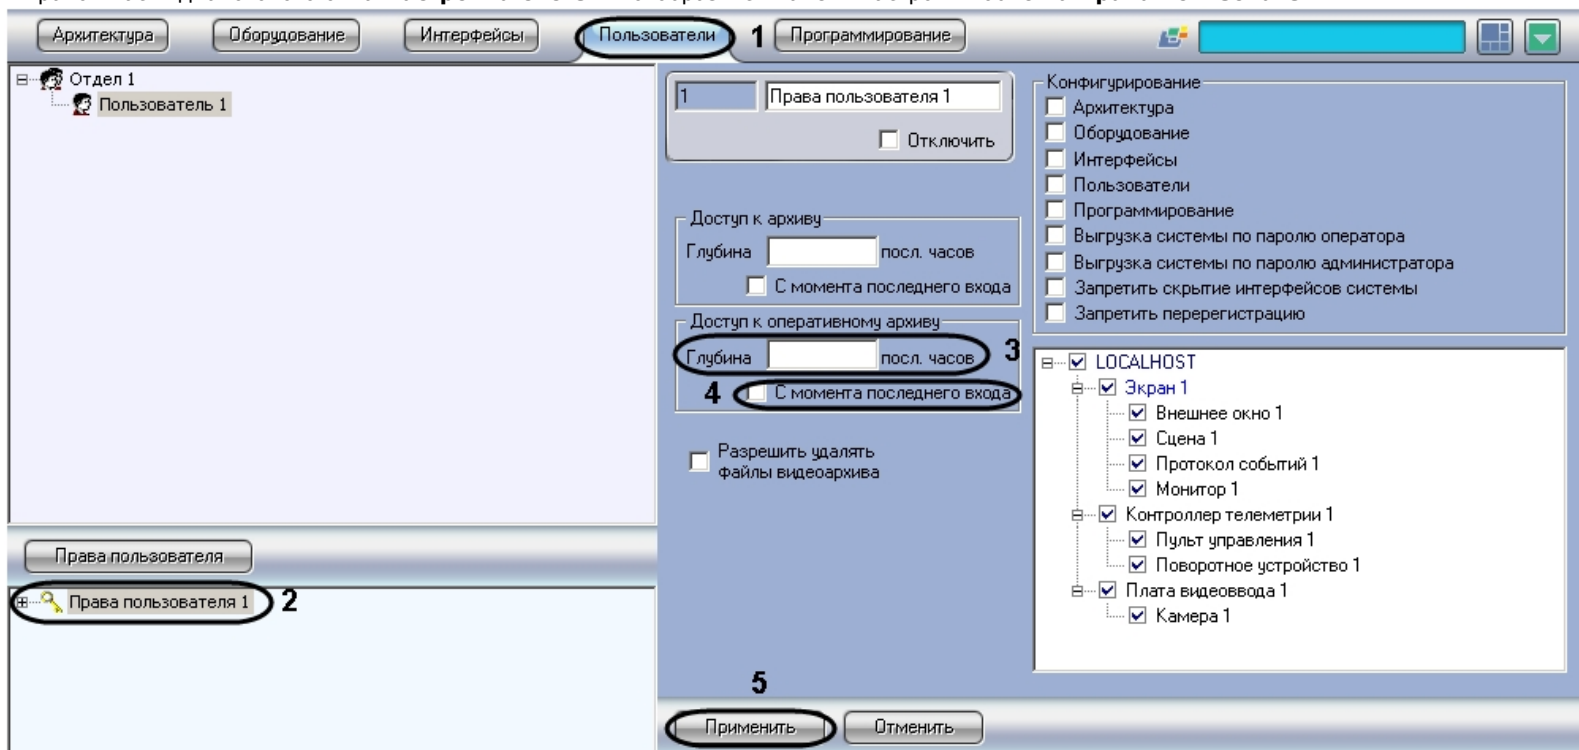 Архитектура Оборудование Интерфейсы Пользователи 1 Программирование
Отдел 1
Пользователь 1
Права пользователя
Права пользователя 1 2
1 Права пользователя 1
Отключить
Доступ к архиву
Глубина посл. часов
С момента последнего входа
Доступ к оперативному архиву
Глубина посл. часов 3
4 С момента последнего входа
Разрешить удалять
файлы видеоархива
Конфигурирование
Архитектура
Оборудование
Интерфейсы
Пользователи
Программирование
Выгрузка системы по паролю оператора
Выгрузка системы по паролю администратора
Запретить скрытие интерфейсов системы
Запретить перерегистрацию
LOCALHOST
Экран 1
Внешнее окно 1
Сцена 1
Протокол событий 1
Монитор 1
Контроллер телеметрии 1
Пульт управления 1
Поворотное устройство 1
Плата видеоввода 1
Камера 1
5
Применить Отменить